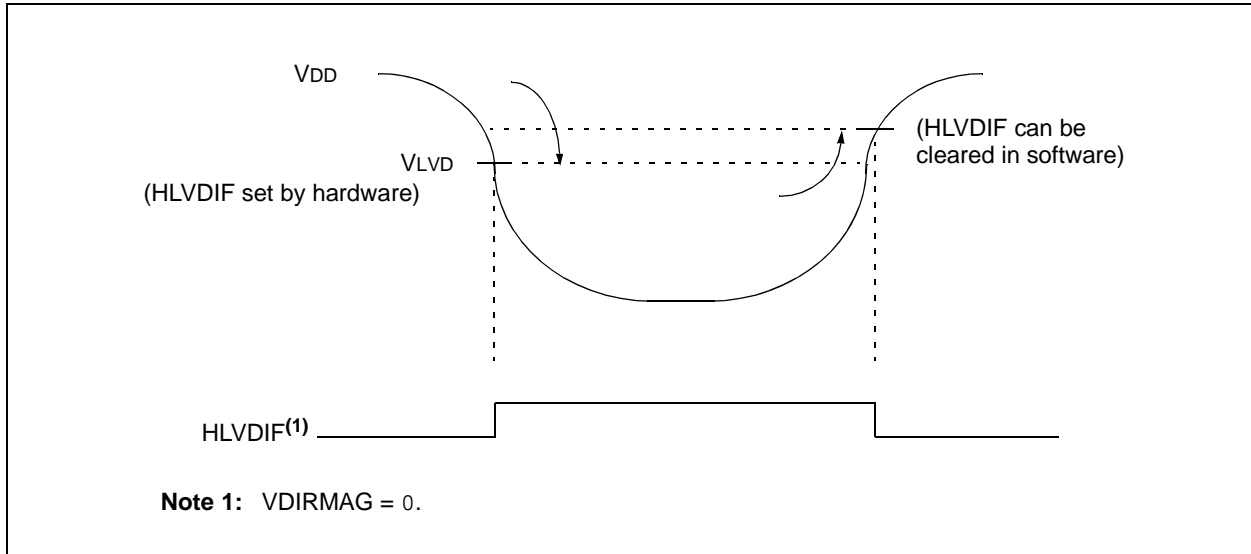 VDD
(HLVDIF can be
cleared in software)
VLVD
(HLVDIF set by hardware)
HLVDIF(1)
Note 1: VDIRMAG = 0.